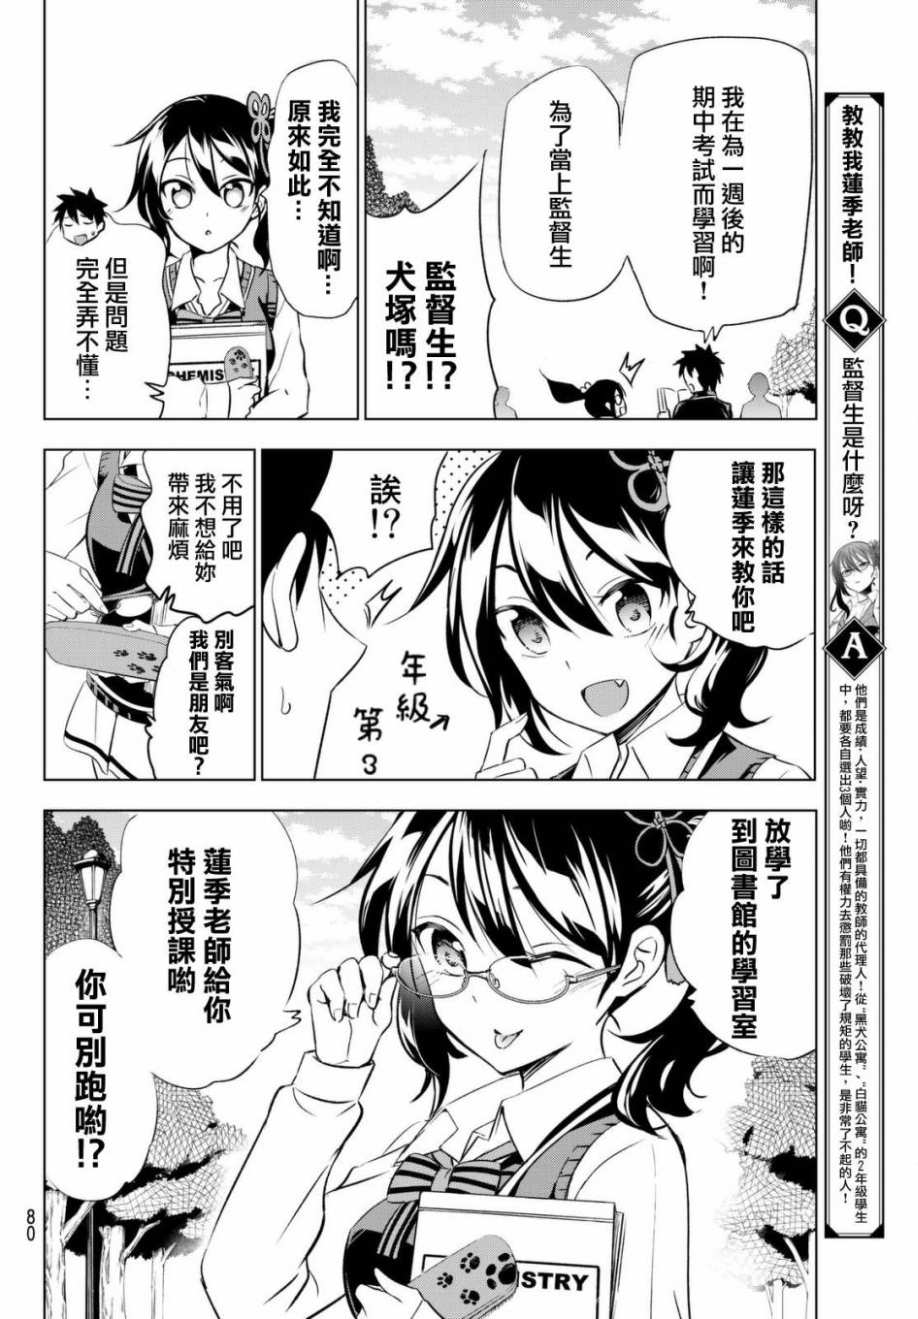 教教我蓮季老師！
Q
監督生是什麼呀？
A
他們是成績‧人望‧實力，一切都具備的教師的代理人！從"黑犬公寓"、"白貓公寓"的2年級學生
中，都要各自選出3個人喲！他們有權力去懲罰那些破壞了規矩的學生，是非常了不起的人！
我在為一週後的
期中考試而學習啊！
為了當上監督生
監督生!?
犬塚嗎!?
我完全不知道啊…
原來如此…
但是問題
完全弄不懂…
CHEMIS
那這樣的話
讓蓮季來教你吧
誒!?
年級
第3
不用了吧
我不想給妳
帶來麻煩
別客氣啊
我們是朋友吧？
放學了
到圖書館的學習室
蓮季老師給你
特別授課喲
你可別跑喲!?
ISTRY
80